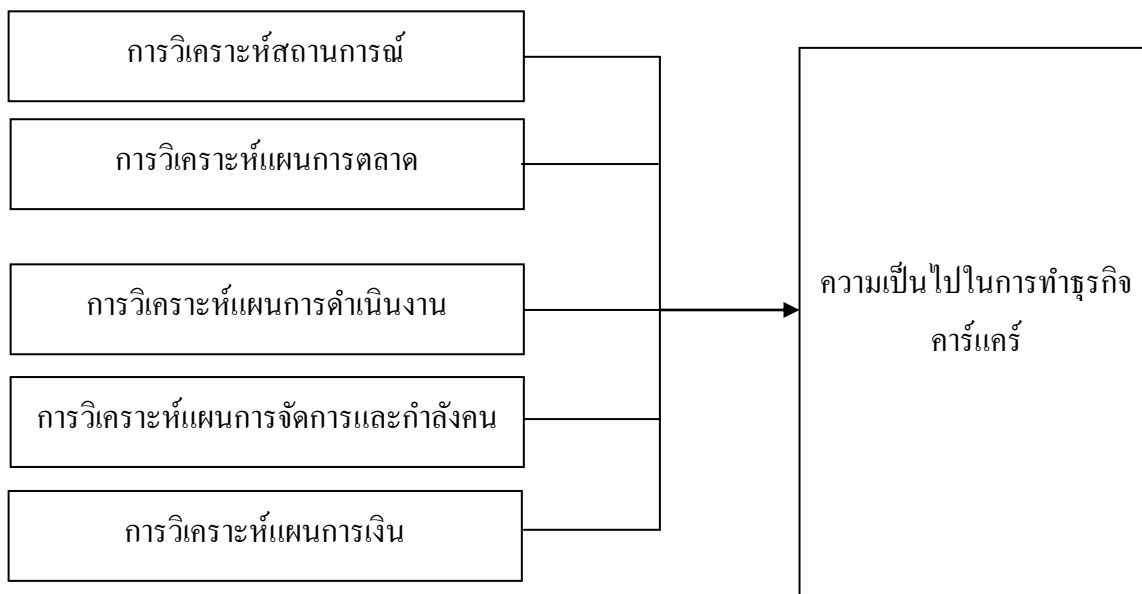 การวิเคราะห์สถานการณ์
การวิเคราะห์แผนการตลาด
การวิเคราะห์แผนการดำเนินงาน
การวิเคราะห์แผนการจัดการและกำลังคน
การวิเคราะห์แผนการเงิน
ความเป็นไปในการทำธุรกิจ
คาร์แคร์